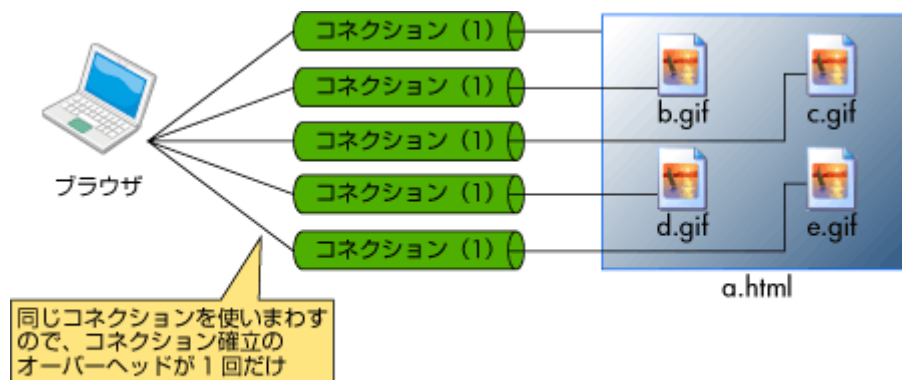 コネクション（1）
コネクション（1）
コネクション（1）
コネクション（1）
コネクション（1）
b.gif
c.gif
d.gif
e.gif
a.html
ブラウザ
同じコネクションを使いまわす
ので、コネクション確立の
オーバーヘッドが1回だけ